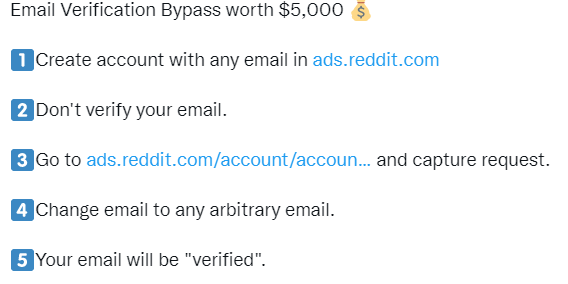 Email Verification Bypass worth $5,000 💰
1️⃣Create account with any email in ads.reddit.com
2️⃣Don't verify your email.
3️⃣Go to ads.reddit.com/account/accoun... and capture request.
4️⃣Change email to any arbitrary email.
5️⃣Your email will be "verified".